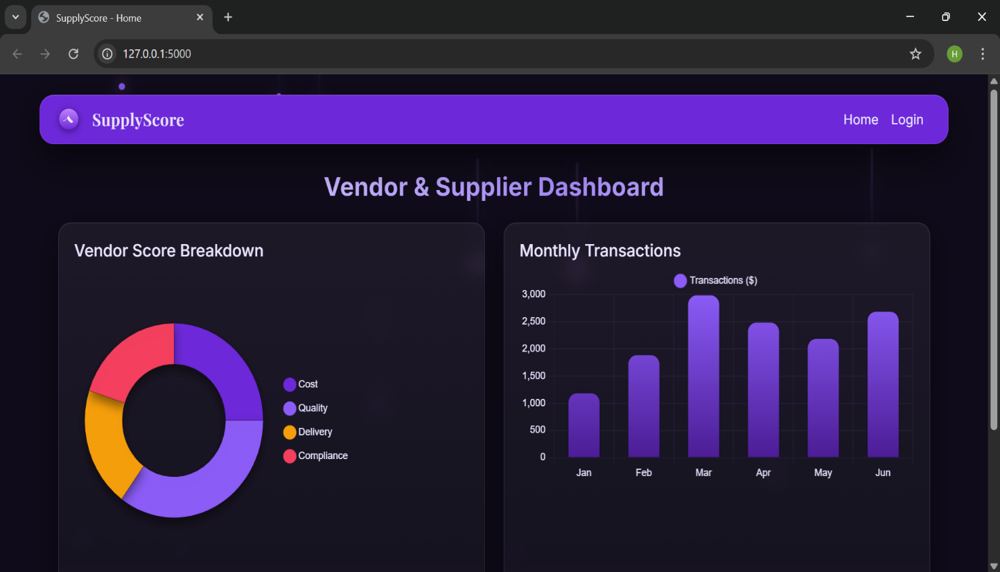 SupplyScore - Home
127.0.0.1:5000
H
SupplyScore
Home Login
Vendor & Supplier Dashboard
Vendor Score Breakdown
Cost
Quality
Delivery
Compliance
Monthly Transactions
Transactions ($)
3,000
2,500
2,000
1,500
1,000
500
0
Jan Feb Mar Apr May Jun